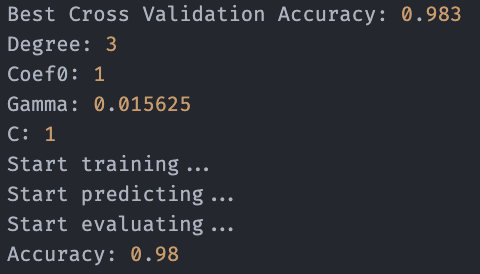 Best Cross Validation Accuracy: 0.983
Degree: 3
Coef0: 1
Gamma: 0.015625
C: 1
Start training...
Start predicting...
Start evaluating...
Accuracy: 0.98